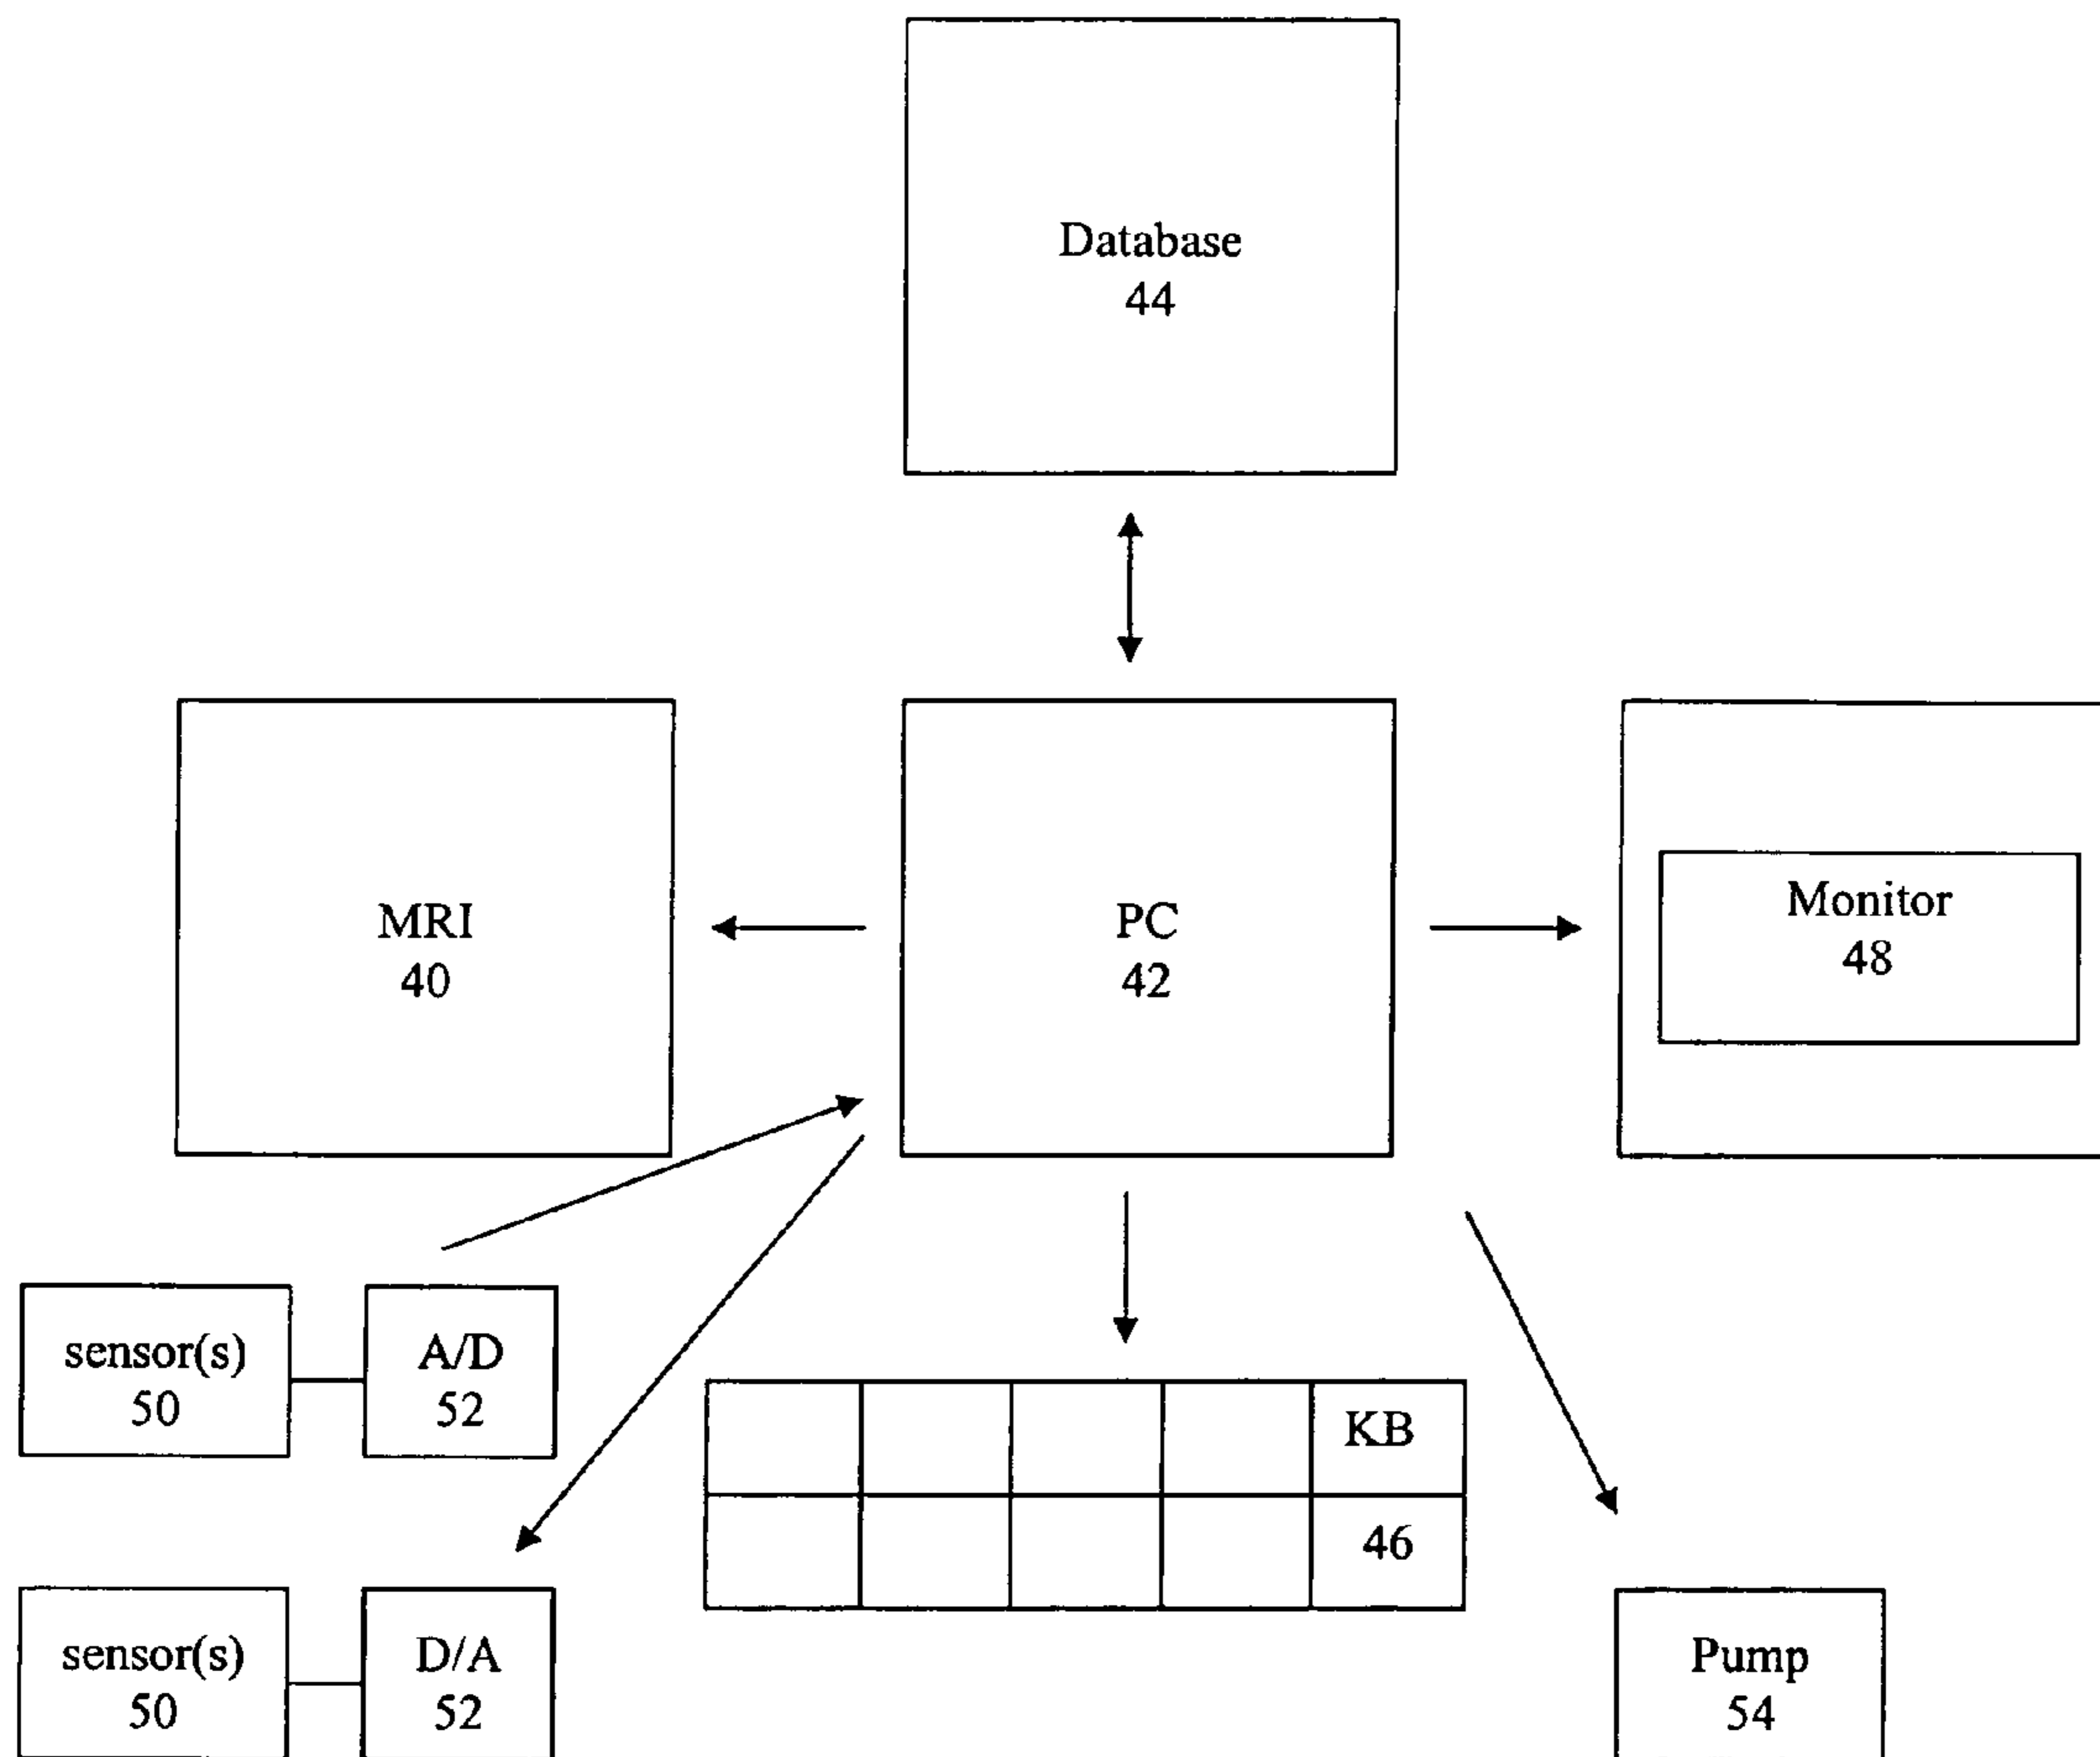 Database
44
MRI
40
PC
42
Monitor
48
sensor(s)
50
A/D
52
KB
46
sensor(s)
50
D/A
52
Pump
54